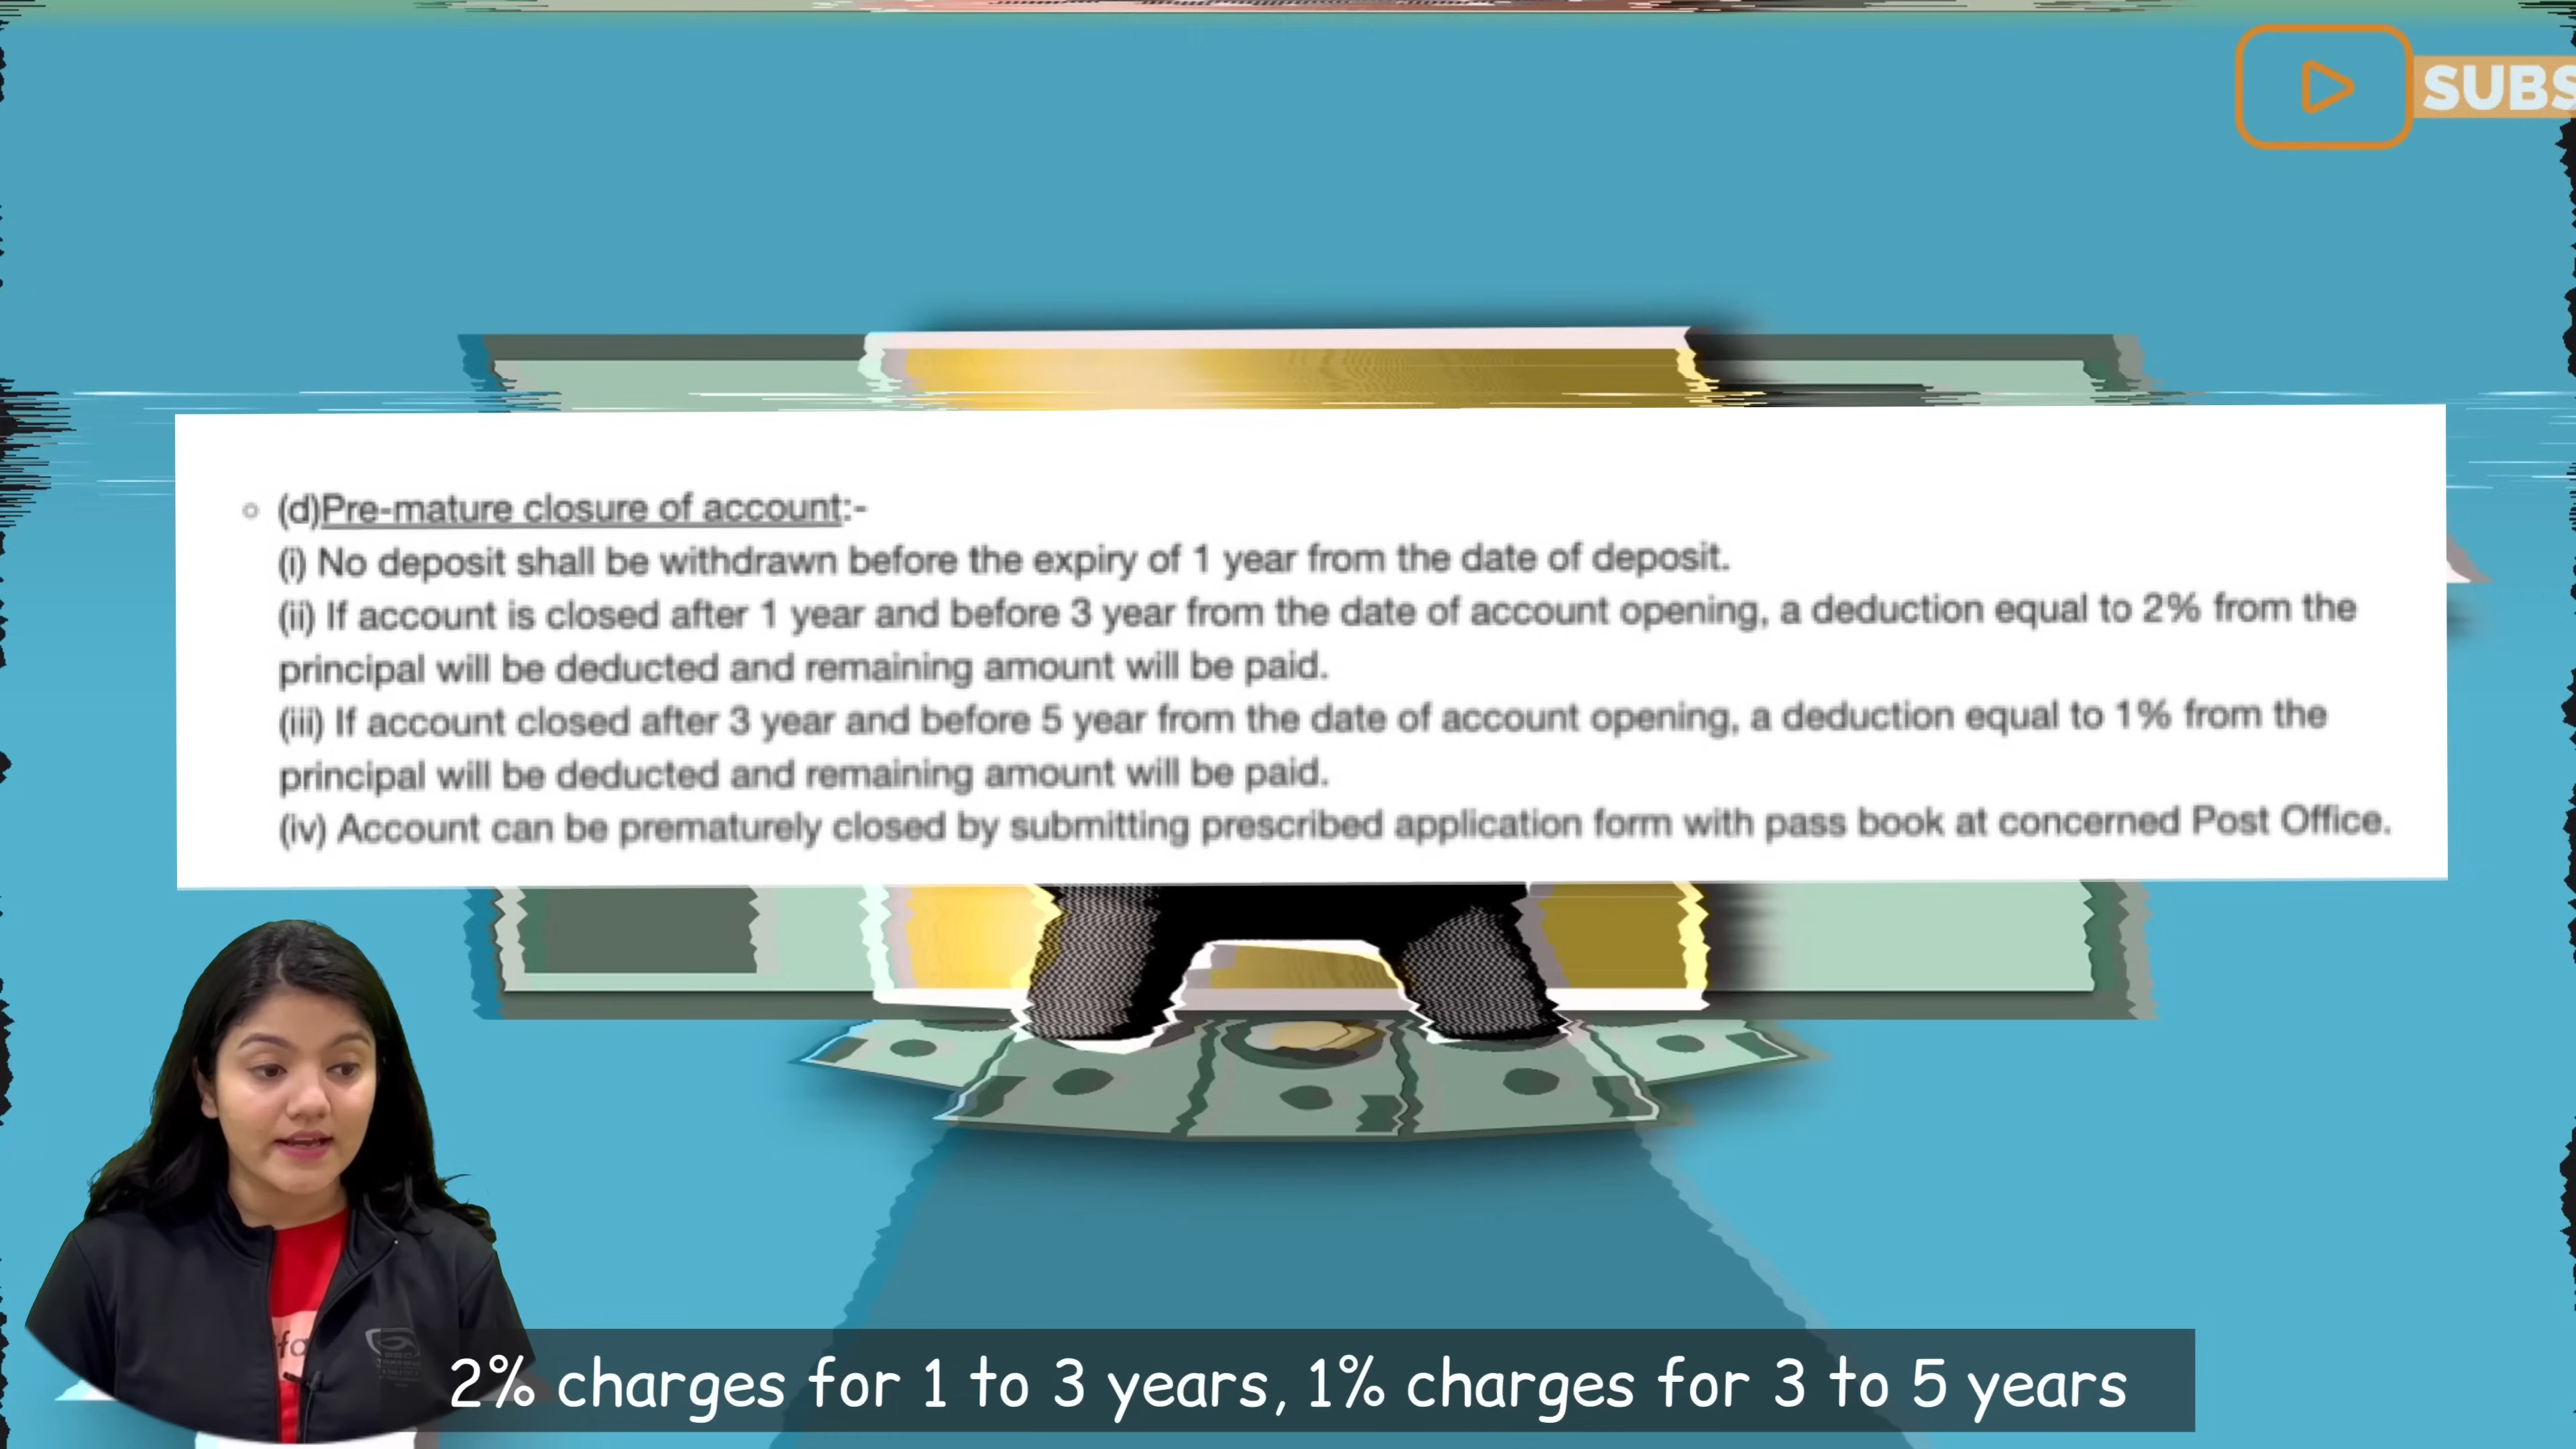 SUBS
(d)Pre-mature closure of account:-
(i) No deposit shall be withdrawn before the expiry of 1 year from the date of deposit.
(ii) If account is closed after 1 year and before 3 year from the date of account opening, a deduction equal to 2% from the
principal will be deducted and remaining amount will be paid.
(iii) If account closed after 3 year and before 5 year from the date of account opening, a deduction equal to 1% from the
principal will be deducted and remaining amount will be paid.
(iv) Account can be prematurely closed by submitting prescribed application form with pass book at concerned Post Office.
2% charges for 1 to 3 years, 1% charges for 3 to 5 years